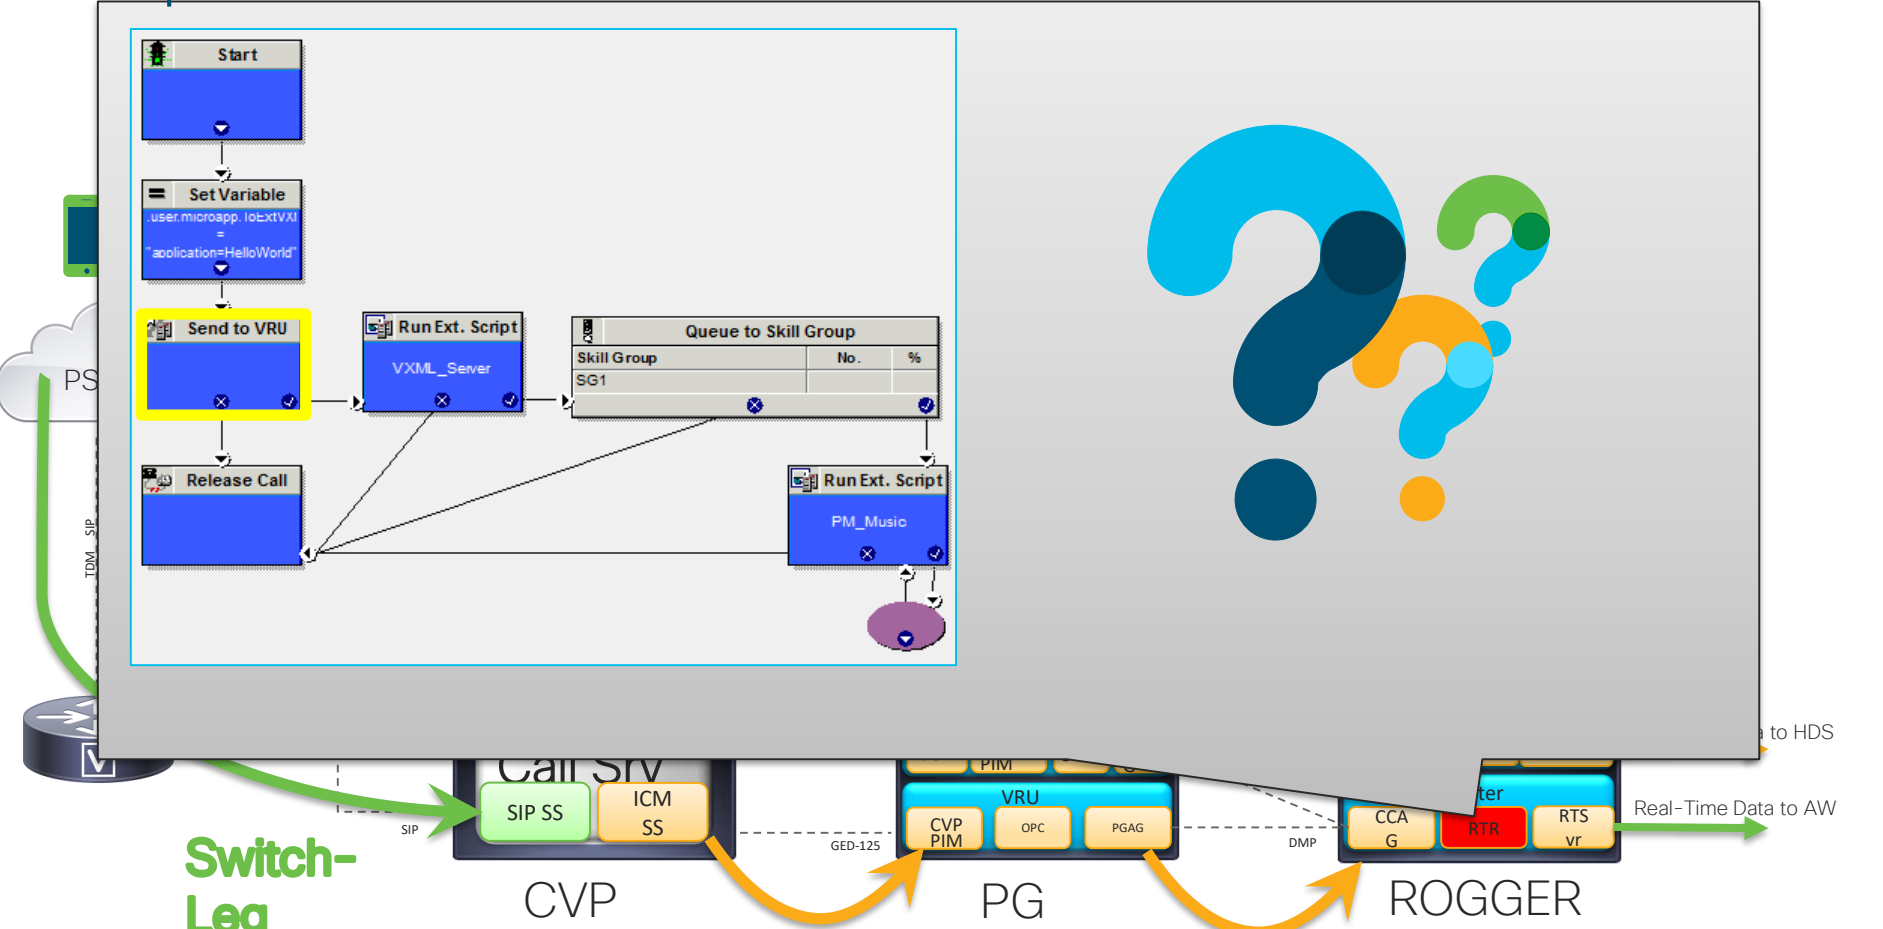 Start
Set Variable
.user.microapp.ToExtVXI
=
"application=HelloWorld"
Send to VRU
Run Ext. Script
VXML_Server
Queue to Skill Group
Skill Group No. %
SG1
Release Call
Run Ext. Script
PM_Music
PS
TDM SIP
V
to HDS
Call Srv
SIP SS
ICM
SS
SIP
GED-125
PIM
VRU
CVP
PIM
OPC
PGAG
DMP
ter
CCA
G
RTR
RTS
vr
Real-Time Data to AW
Switch-
Leg
CVP
PG
ROGGER